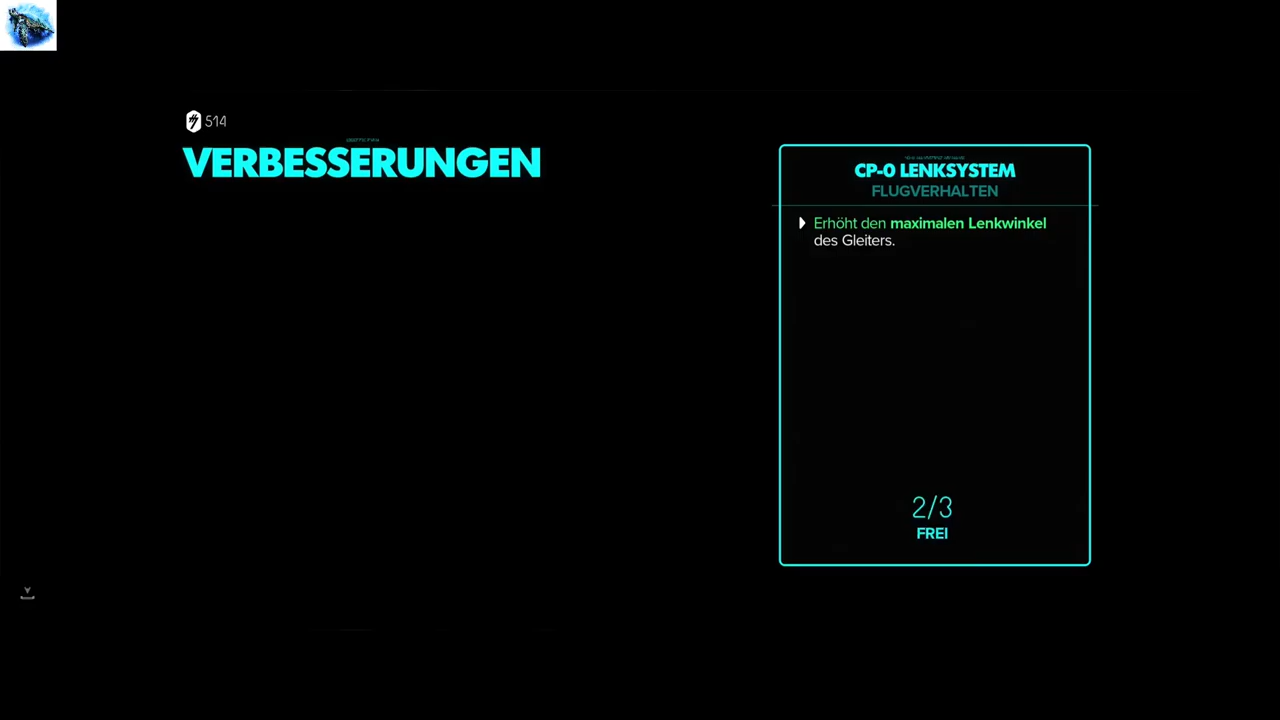 514
VERBESSERUNGEN
CP-0 LENKSYSTEM
FLUGVERHALTEN
Erhöht den maximalen Lenkwinkel
des Gleiters.
2/3
FREI